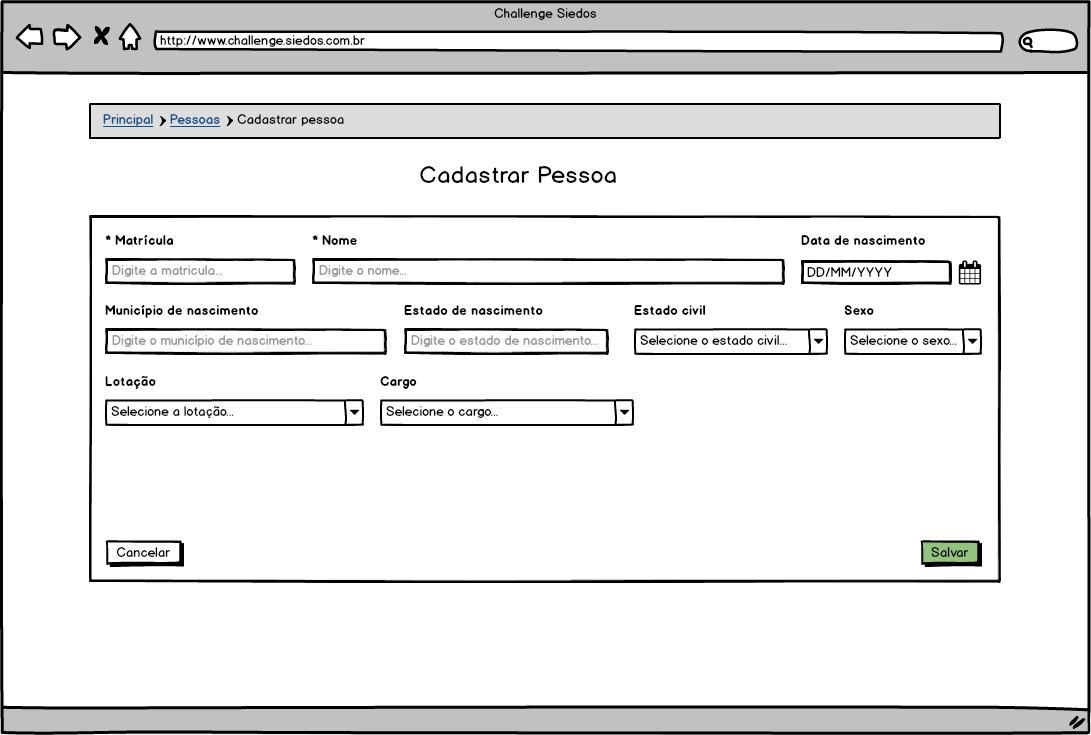 Challenge Siedos
http://www.challenge.siedos.com.br
Principal Pessoas Cadastrar pessoa
Cadastrar Pessoa
* Matrícula * Nome Data de nascimento
Digite a matricula... Digite o nome... DD/MM/YYYY
Município de nascimento Estado de nascimento Estado civil Sexo
Digite o município de nascimento... Digite o estado de nascimento... Selecione o estado civil... Selecione o sexo...
Lotação Cargo
Selecione a lotação... Selecione o cargo...
Cancelar Salvar